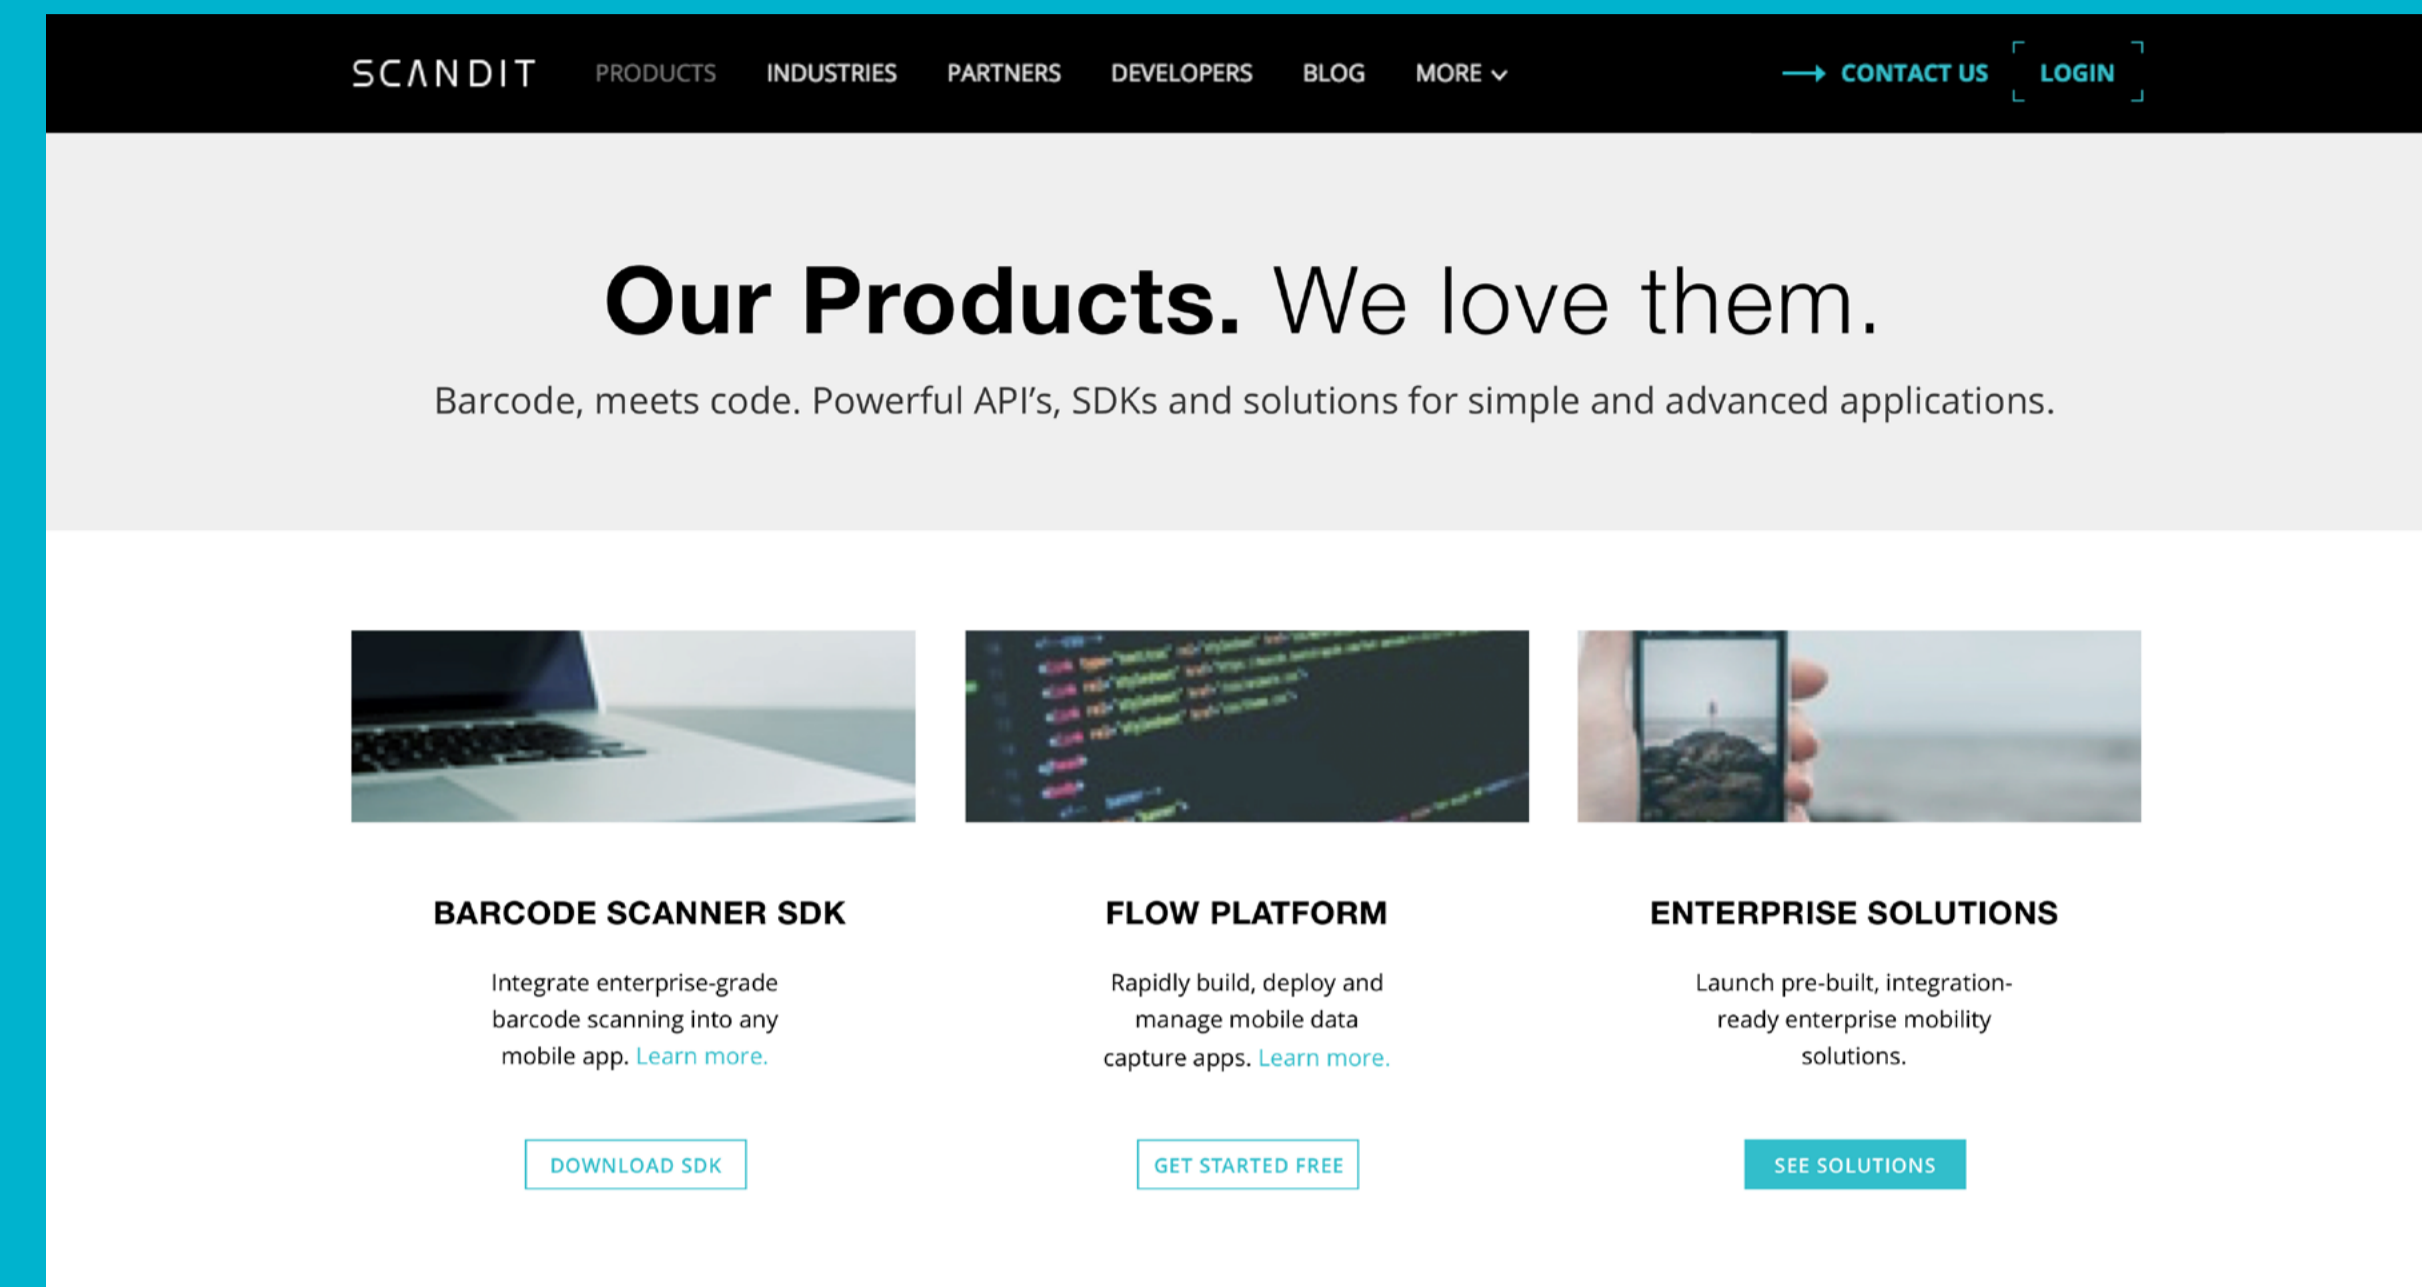 SCANDIT PRODUCTS INDUSTRIES PARTNERS DEVELOPERS BLOG MORE CONTACT US LOGIN
Our Products. We love them.
Barcode, meets code. Powerful API's, SDKs and solutions for simple and advanced applications.
BARCODE SCANNER SDK
Integrate enterprise-grade
barcode scanning into any
mobile app. Learn more.
DOWNLOAD SDK
FLOW PLATFORM
Rapidly build, deploy and
manage mobile data
capture apps. Learn more.
GET STARTED FREE
ENTERPRISE SOLUTIONS
Launch pre-built, integration-
ready enterprise mobility
solutions.
SEE SOLUTIONS